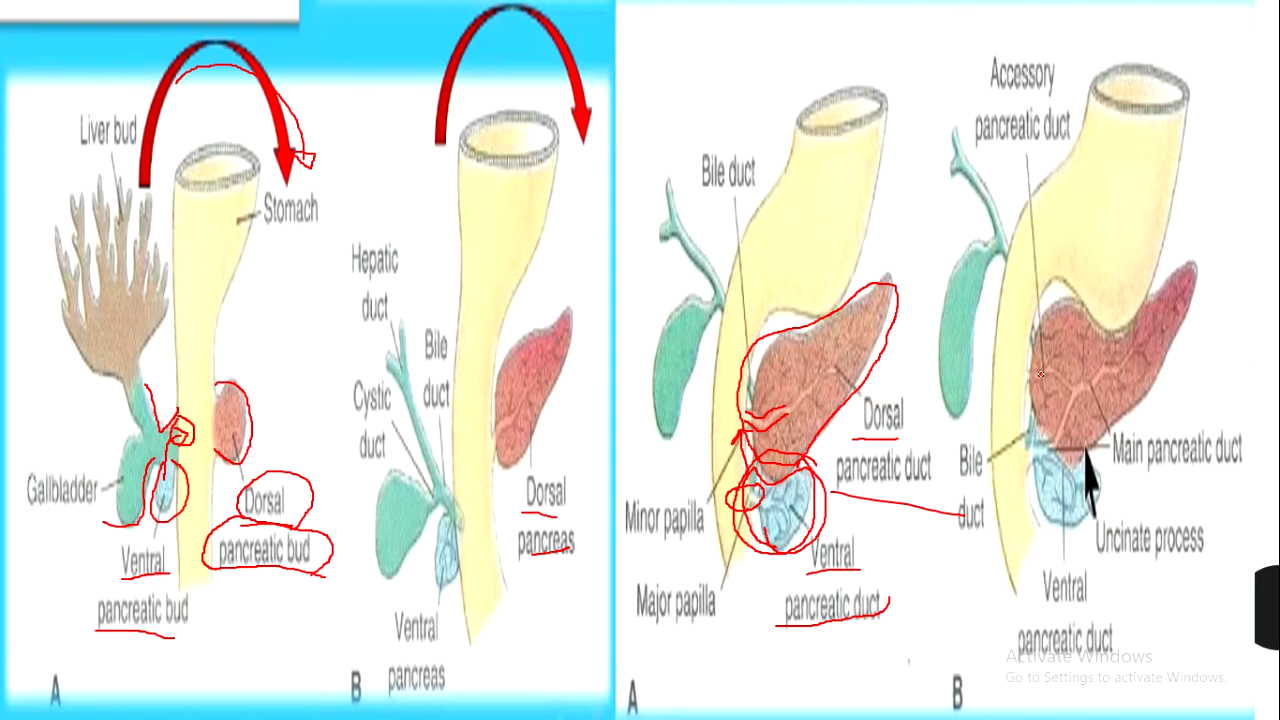 Liver bud
Stomach
Gallbladder
Dorsal
pancreatic bud
Ventral
pancreatic bud
A
Hepatic
duct
Bile
duct
Cystic
duct
Dorsal
pancreas
Ventral
pancreas
B
Bile duct
Dorsal
pancreatic duct
Minor papilla
Ventral
pancreatic duct
Major papilla
A
Accessory
pancreatic duct
Bile
duct
Main pancreatic duct
Uncinate process
Ventral
pancreatic duct
B
Activate Windows
Go to Settings to activate Windows.